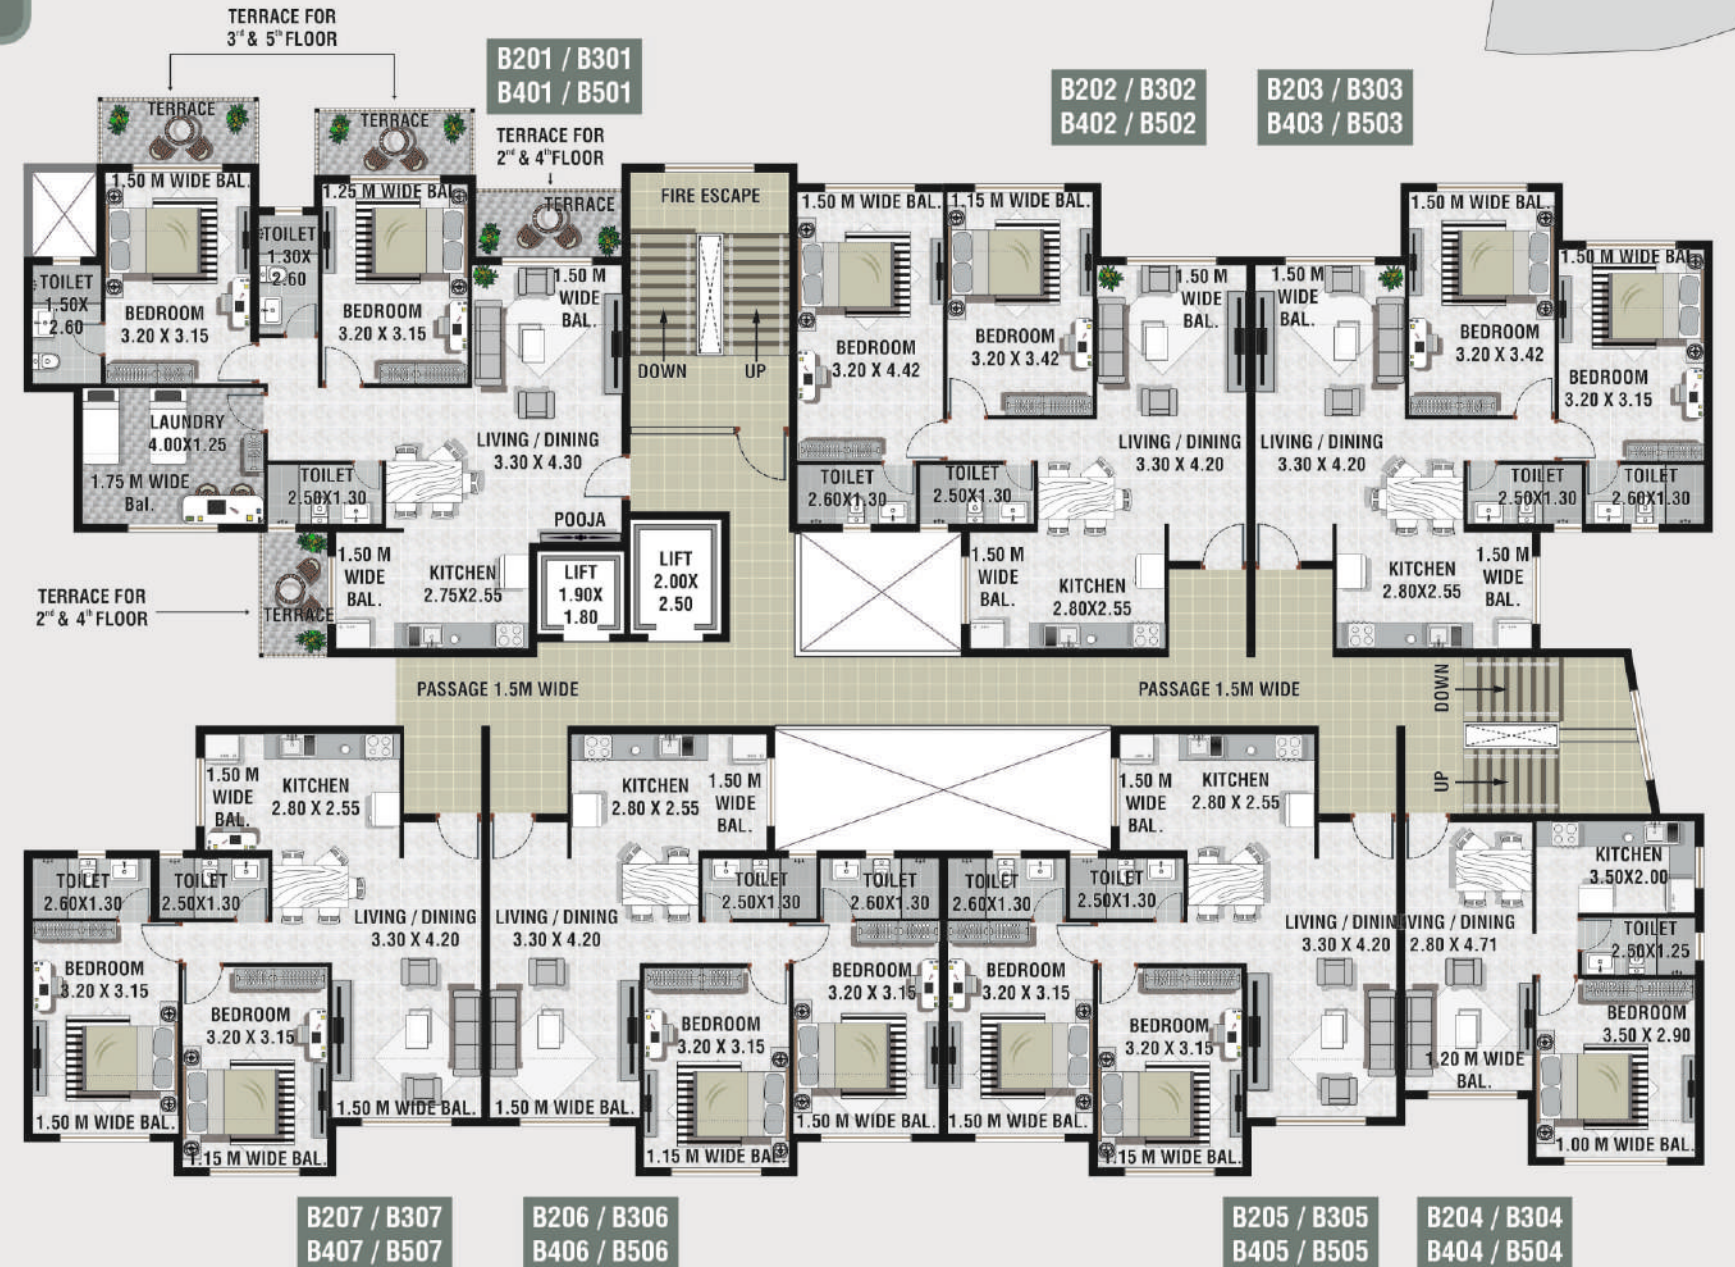 TERRACE FOR
3rd & 5th FLOOR
B201 / B301
B401 / B501
TERRACE FOR
2nd & 4th FLOOR
B202 / B302
B402 / B502
B203 / B303
B403 / B503
TERRACE
TERRACE
TERRACE
1.50 M WIDE BAL.
1.25 M WIDE BAL
TOILET
1.30X
2.60
TOILET
1.50X
2.60
BEDROOM
3.20 X 3.15
BEDROOM
3.20 X 3.15
1.50 M
WIDE
BAL.
LAUNDRY
4.00X1.25
1.75 M WIDE
Bal.
TOILET
2.50X1.30
LIVING / DINING
3.30 X 4.30
POOJA
1.50 M
WIDE
BAL.
KITCHEN
2.75X2.55
TERRACE FOR
2nd & 4th FLOOR
TERRACE
FIRE ESCAPE
DOWN
UP
LIFT
1.90X
1.80
LIFT
2.00X
2.50
1.50 M WIDE BAL.
1.15 M WIDE BAL.
BEDROOM
3.20 X 4.42
BEDROOM
3.20 X 3.42
1.50 M
WIDE
BAL.
TOILET
2.60X1.30
TOILET
2.50X1.30
LIVING / DINING
3.30 X 4.20
1.50 M
WIDE
BAL.
KITCHEN
2.80X2.55
1.50 M
WIDE
BAL.
1.50 M WIDE BAL.
1.50 M WIDE BAL
BEDROOM
3.20 X 3.42
BEDROOM
3.20 X 3.15
LIVING / DINING
3.30 X 4.20
TOILET
2.50X1.30
TOILET
2.60X1.30
KITCHEN
2.80X2.55
1.50 M
WIDE
BAL.
PASSAGE 1.5M WIDE
PASSAGE 1.5M WIDE
DOWN
UP
1.50 M
WIDE
BAL.
KITCHEN
2.80 X 2.55
TOILET
2.60X1.30
TOILET
2.50X1.30
LIVING / DINING
3.30 X 4.20
BEDROOM
3.20 X 3.15
BEDROOM
3.20 X 3.15
1.50 M WIDE BAL.
1.15 M WIDE BAL.
1.50 M WIDE BAL.
KITCHEN
2.80 X 2.55
1.50 M
WIDE
BAL.
LIVING / DINING
3.30 X 4.20
TOILET
2.50X1.30
TOILET
2.60X1.30
BEDROOM
3.20 X 3.15
BEDROOM
3.20 X 3.15
1.50 M WIDE BAL.
1.15 M WIDE BAL.
1.50 M WIDE BAL.
1.50 M
WIDE
BAL.
KITCHEN
2.80 X 2.55
TOILET
2.60X1.30
TOILET
2.50X1.30
LIVING / DINING
3.30 X 4.20
BEDROOM
3.20 X 3.15
BEDROOM
3.20 X 3.15
1.50 M WIDE BAL.
1.15 M WIDE BAL.
KITCHEN
3.50X2.00
VING / DINING
2.80 X 4.71
TOILET
2.60X1.25
BEDROOM
3.50 X 2.90
1.20 M WIDE
BAL.
1.00 M WIDE BAL.
B207 / B307
B407 / B507
B206 / B306
B406 / B506
B205 / B305
B405 / B505
B204 / B304
B404 / B504